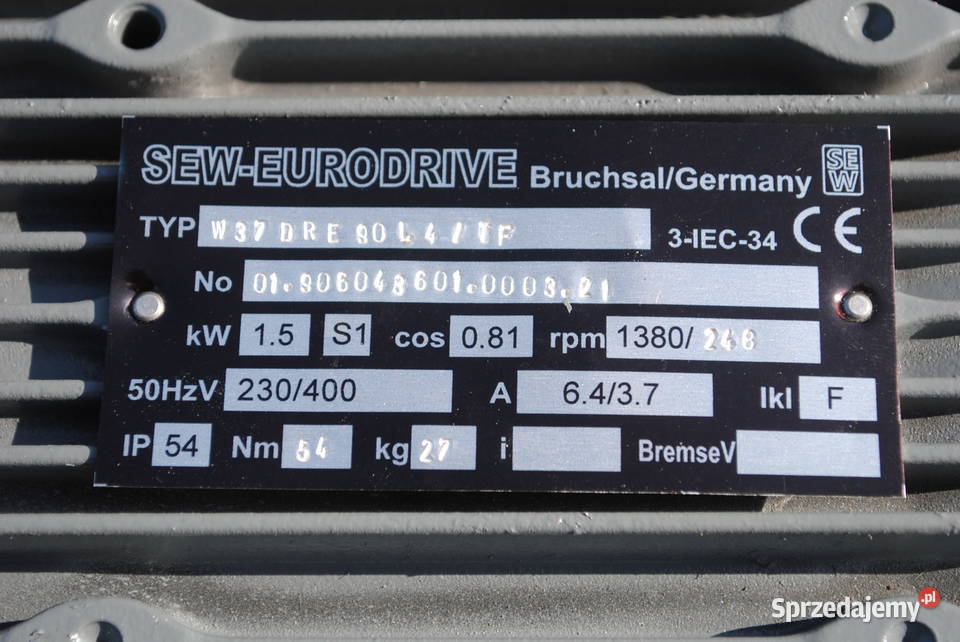 SEW-EURODRIVE Bruchsal/Germany SEW
TYP W37 DRE 90L4/TF 3-IEC-34 CE
No 01.906048601.0003.21
kW 1.5 S1 cos 0.81 rpm 1380/248
50HzV 230/400 A 6.4/3.7 Ikl F
IP 54 Nm 54 kg 27 i BremseV
Sprzedajemy.pl